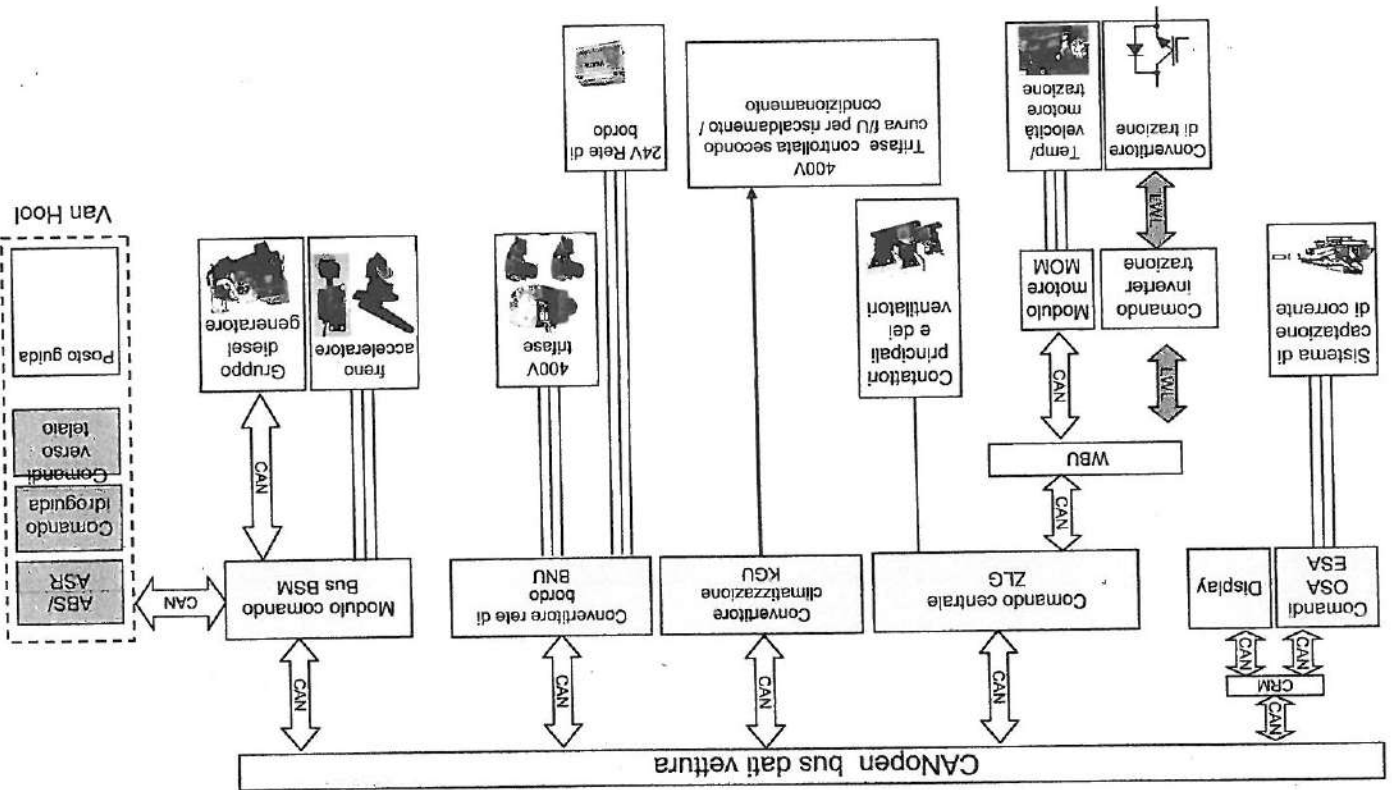 CANopen bus dati vettura
CAN
CAN
CAN
CAN
CAN
CRM
CAN
CAN
Comandi
OSA
ESA
Display
Comando centrale
ZLG
Convertitore
climatizzazione
KGU
Convertitore rete di
bordo
BNU
Modulo comando
Bus BSM
CAN
ABS/
ASR
Comando
idroguida
Comandi
verso
telaio
Posto guida
Van Hool
CAN
WBU
CAN
LWL
CAN
Sistema di
captazione
di corrente
Comando
inverter
trazione
Modulo
motore
MOM
Contattori
principali
e dei
ventilatori
400V
trifase
freno
acceleratore
Gruppo
diesel
generatore
LWL
Convertitore
di trazione
Temp/
velocità
motore
trazione
400V
Trifase controllata secondo
curva f/U per riscaldamento /
condizionamento
24V Rete di
bordo